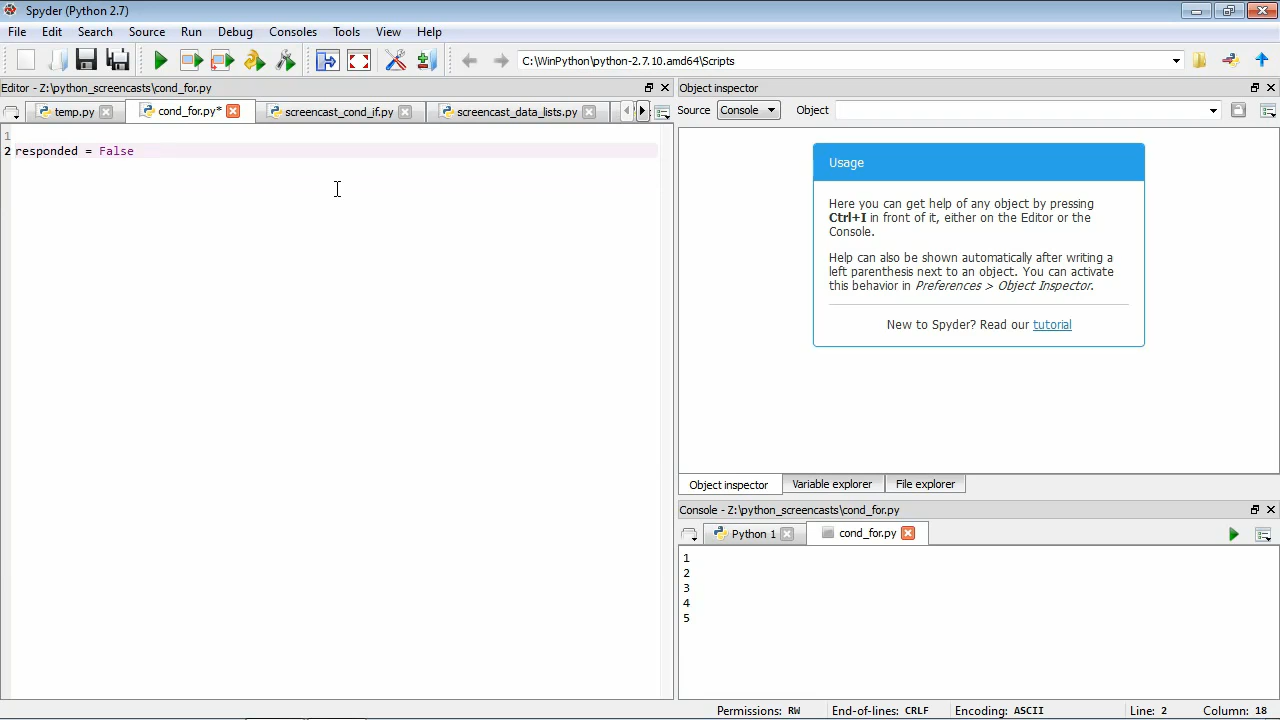 Spyder (Python 2.7)
File Edit Search Source Run Debug Consoles Tools View Help
C:\WinPython\python-2.7.10.amd64\Scripts
Editor - Z:\python_screencasts\cond_for.py
temp.py cond_for.py* screencast_cond_if.py screencast_data_lists.py
1
2 responded = False
Object inspector
Source Console Object
Usage
Here you can get help of any object by pressing
Ctrl+I in front of it, either on the Editor or the
Console.
Help can also be shown automatically after writing a
left parenthesis next to an object. You can activate
this behavior in Preferences > Object Inspector.
New to Spyder? Read our tutorial
Object inspector Variable explorer File explorer
Console - Z:\python_screencasts\cond_for.py
Python 1 cond_for.py
1
2
3
4
5
Permissions: RW End-of-lines: CRLF Encoding: ASCII Line: 2 Column: 18